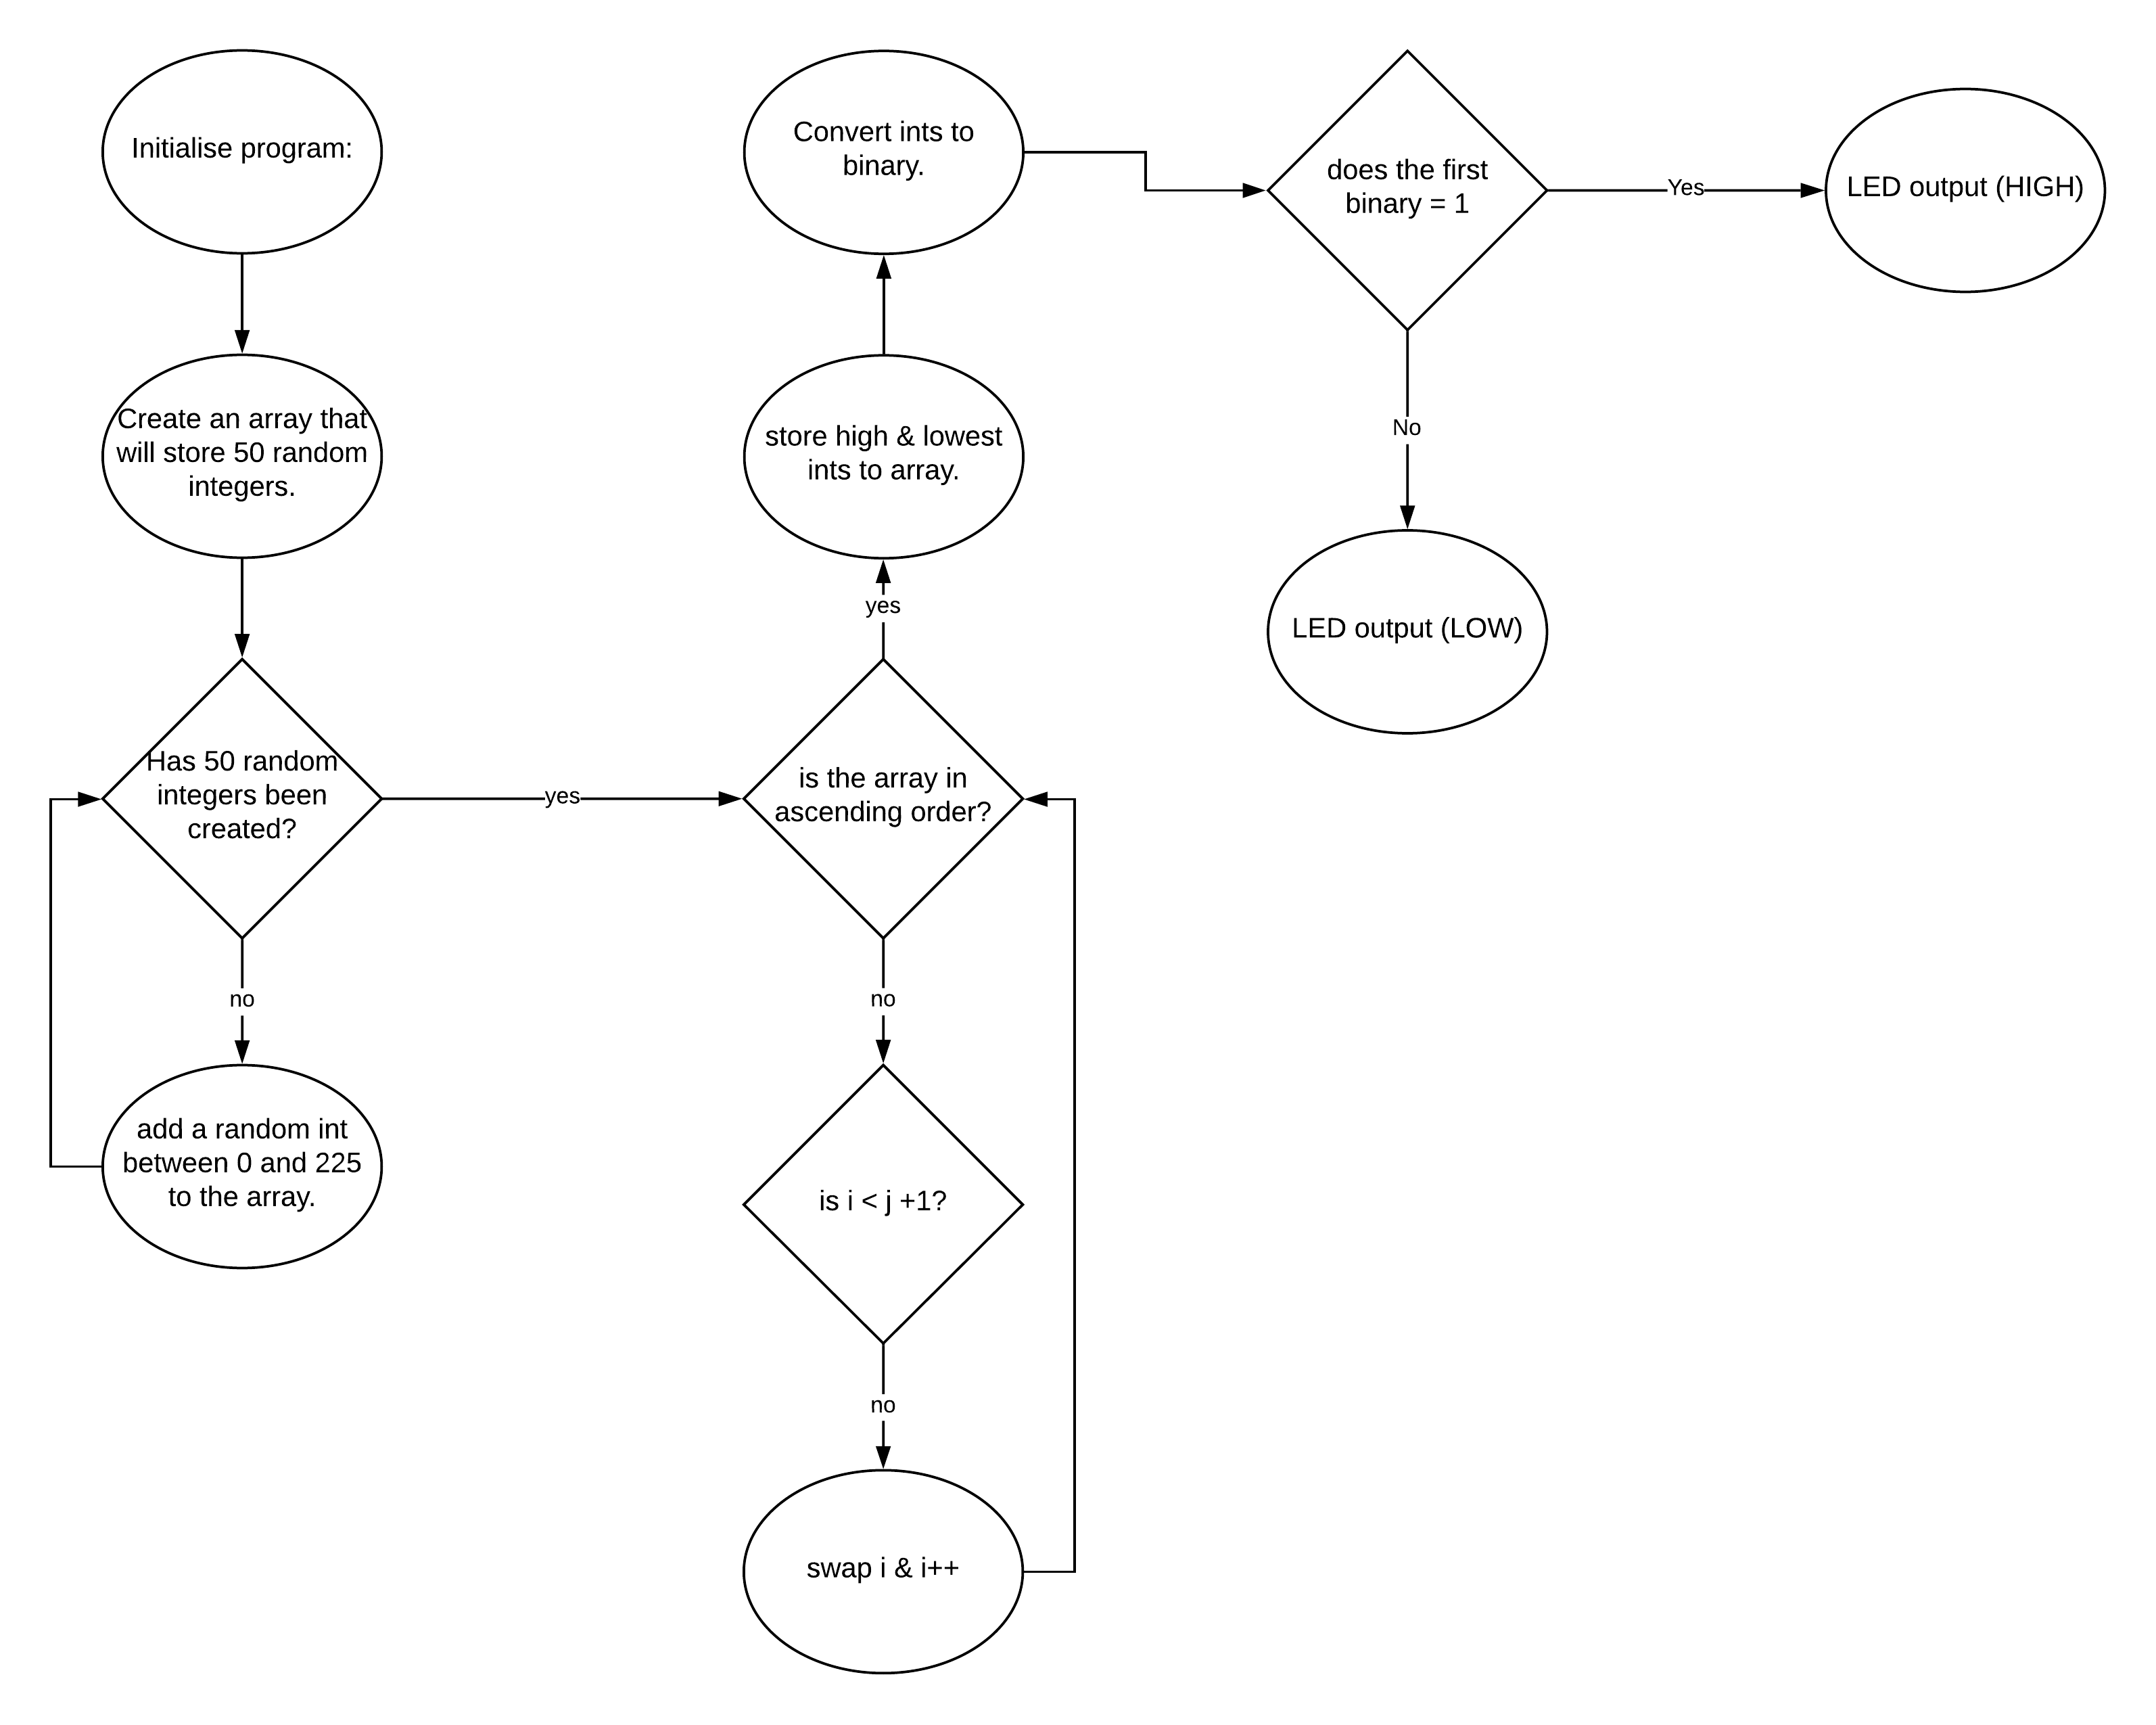 Initialise program:
Create an array that
will store 50 random
integers.
Has 50 random
integers been
created?
no
add a random int
between 0 and 225
to the array.
yes
is the array in
ascending order?
no
is i < j +1?
no
swap i & i++
yes
store high & lowest
ints to array.
Convert ints to
binary.
does the first
binary = 1
Yes
LED output (HIGH)
No
LED output (LOW)